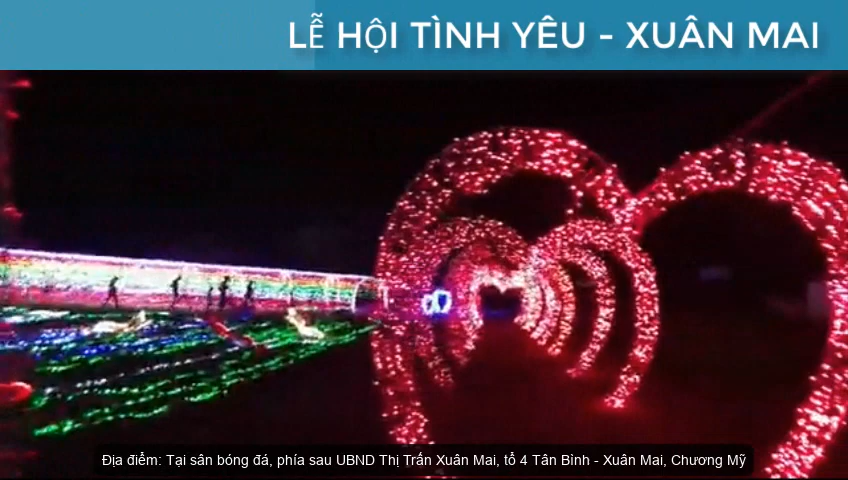 LỄ HỘI TÌNH YÊU - XUÂN MAI
Địa điểm: Tại sân bóng đá, phía sau UBND Thị Trấn Xuân Mai, tổ 4 Tân Bình - Xuân Mai, Chương Mỹ